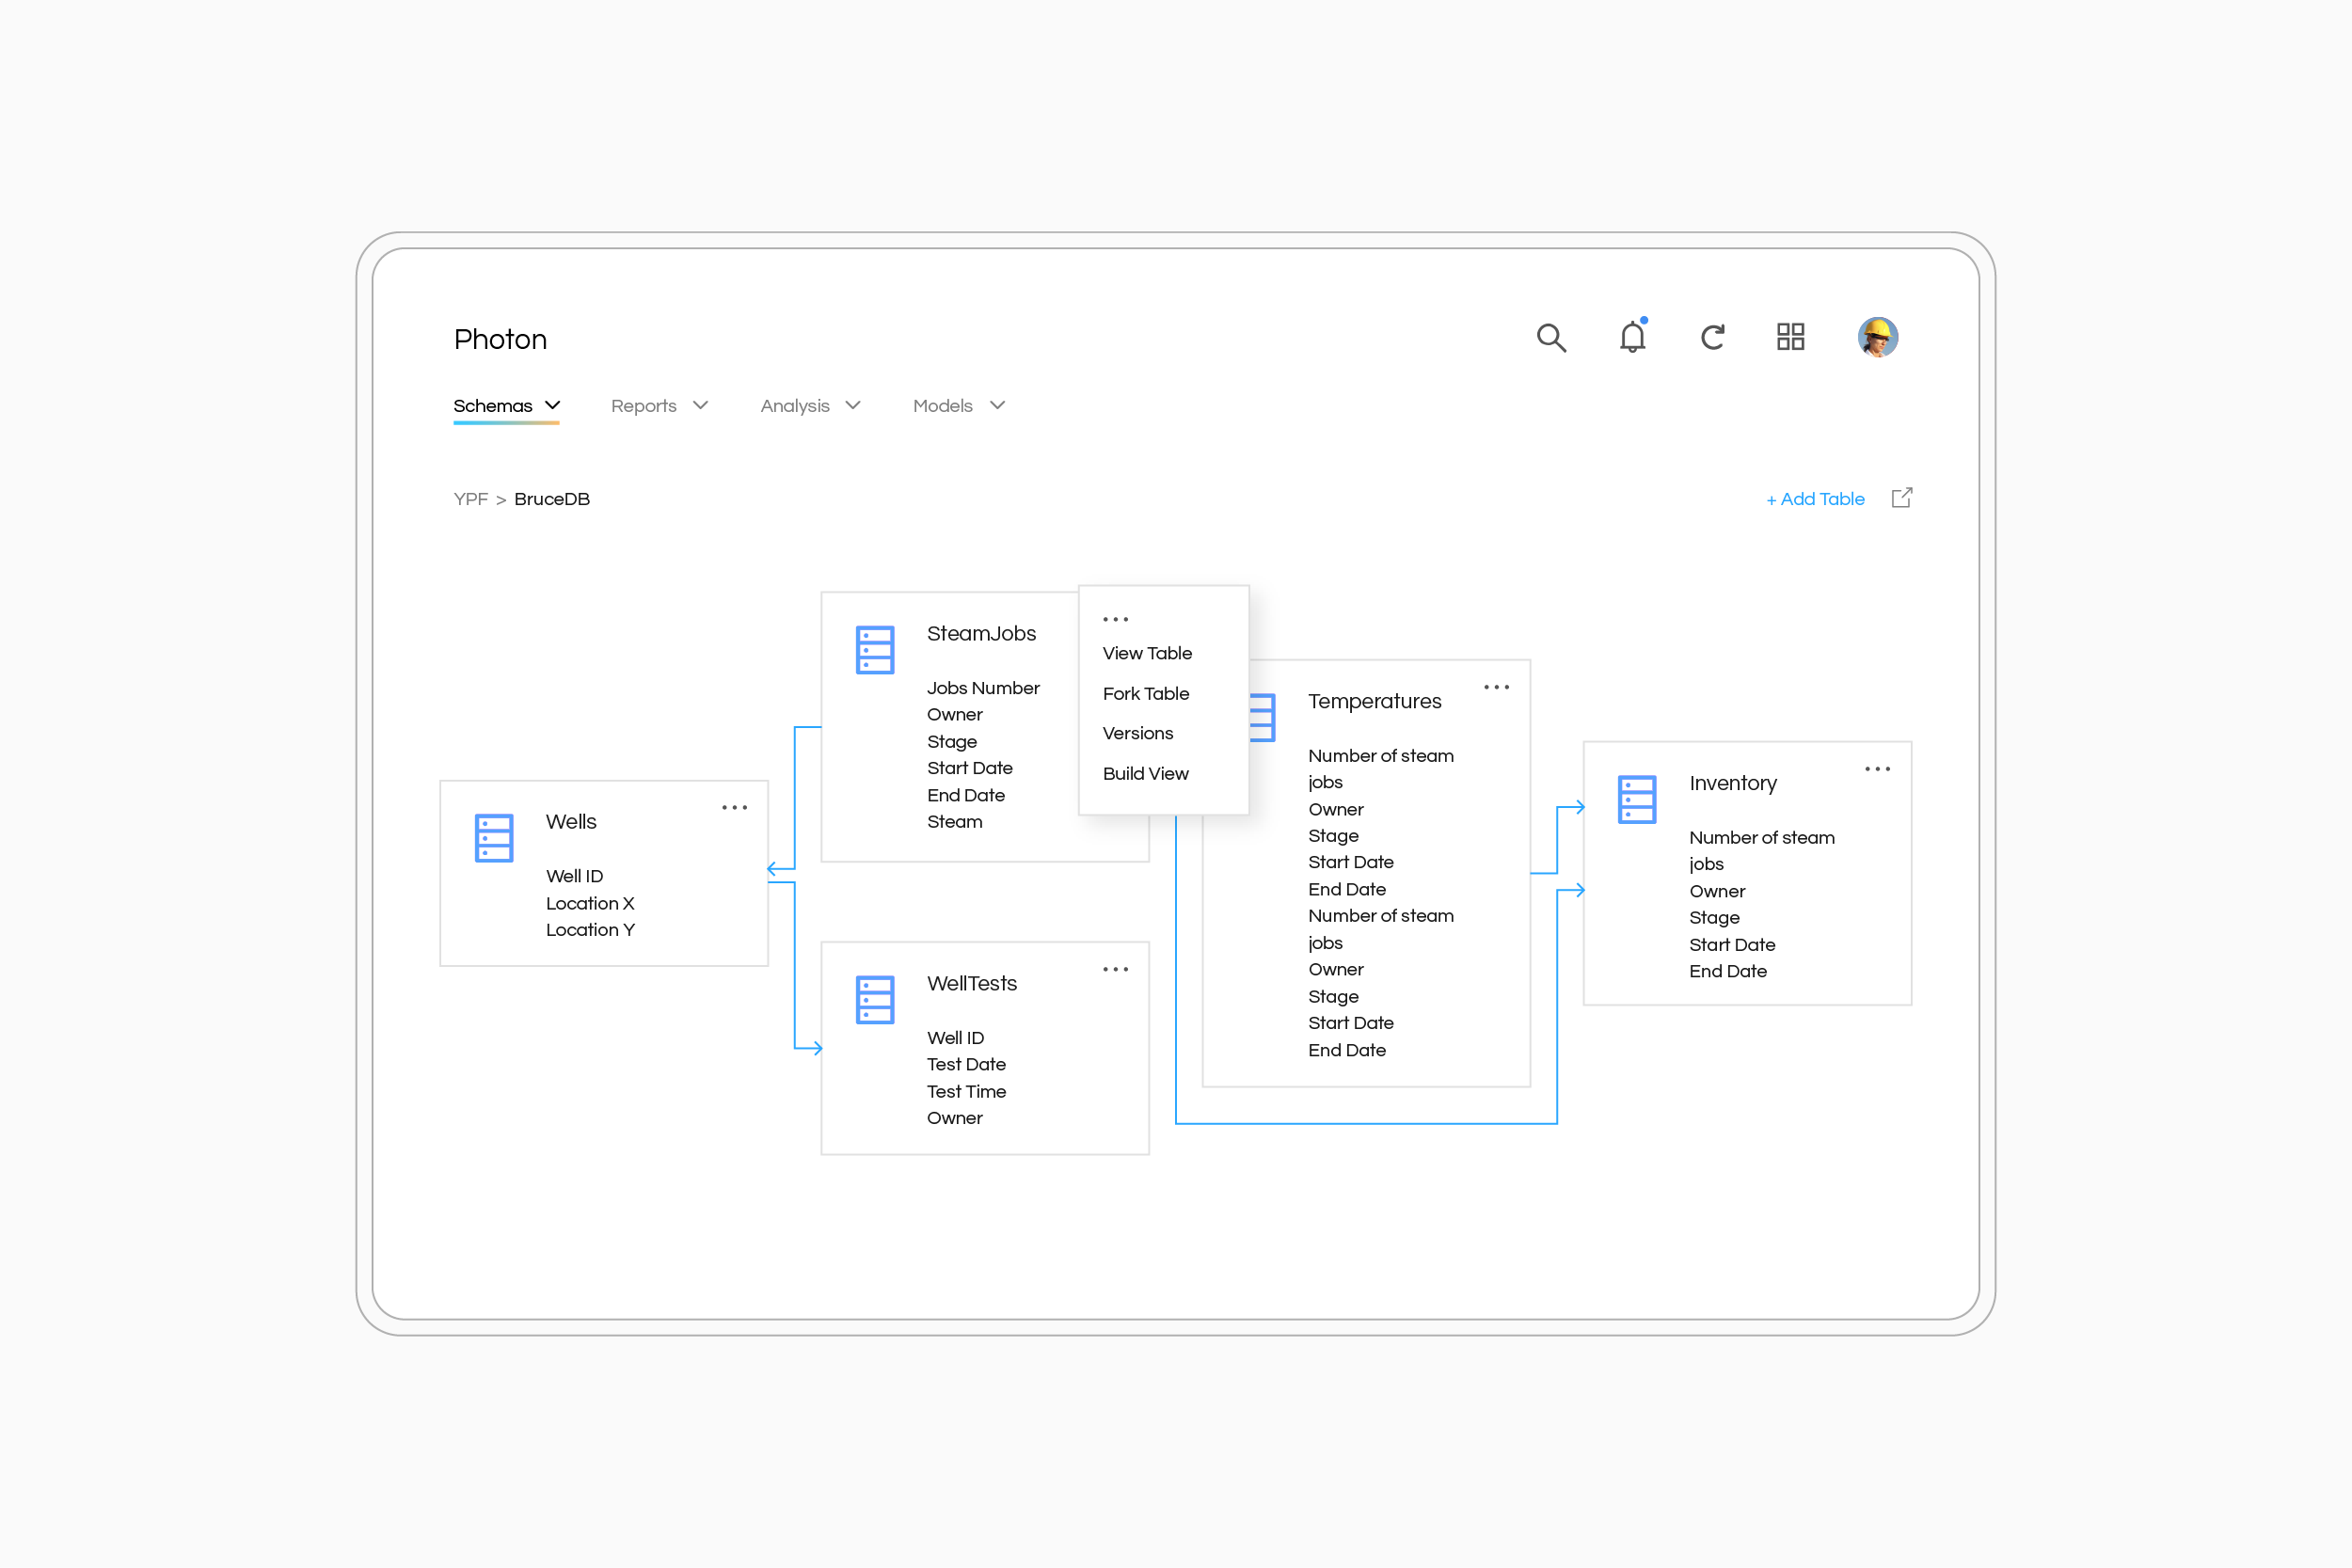 Photon
Schemas
Reports
Analysis
Models
YPF > BruceDB
+ Add Table
Wells
Well ID
Location X
Location Y
SteamJobs
Jobs Number
Owner
Stage
Start Date
End Date
Steam
View Table
Fork Table
Versions
Build View
WellTests
Well ID
Test Date
Test Time
Owner
Temperatures
Number of steam
jobs
Owner
Stage
Start Date
End Date
Number of steam
jobs
Owner
Stage
Start Date
End Date
Inventory
Number of steam
jobs
Owner
Stage
Start Date
End Date